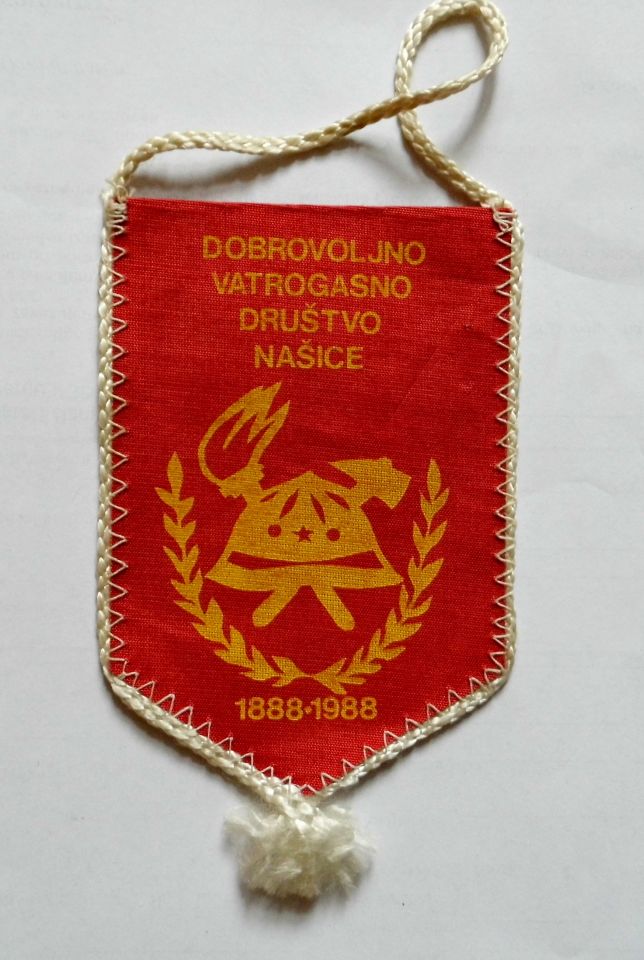 DOBROVOLJNO
VATROGASNO
DRUŠTVO
NAŠICE
1888·1988